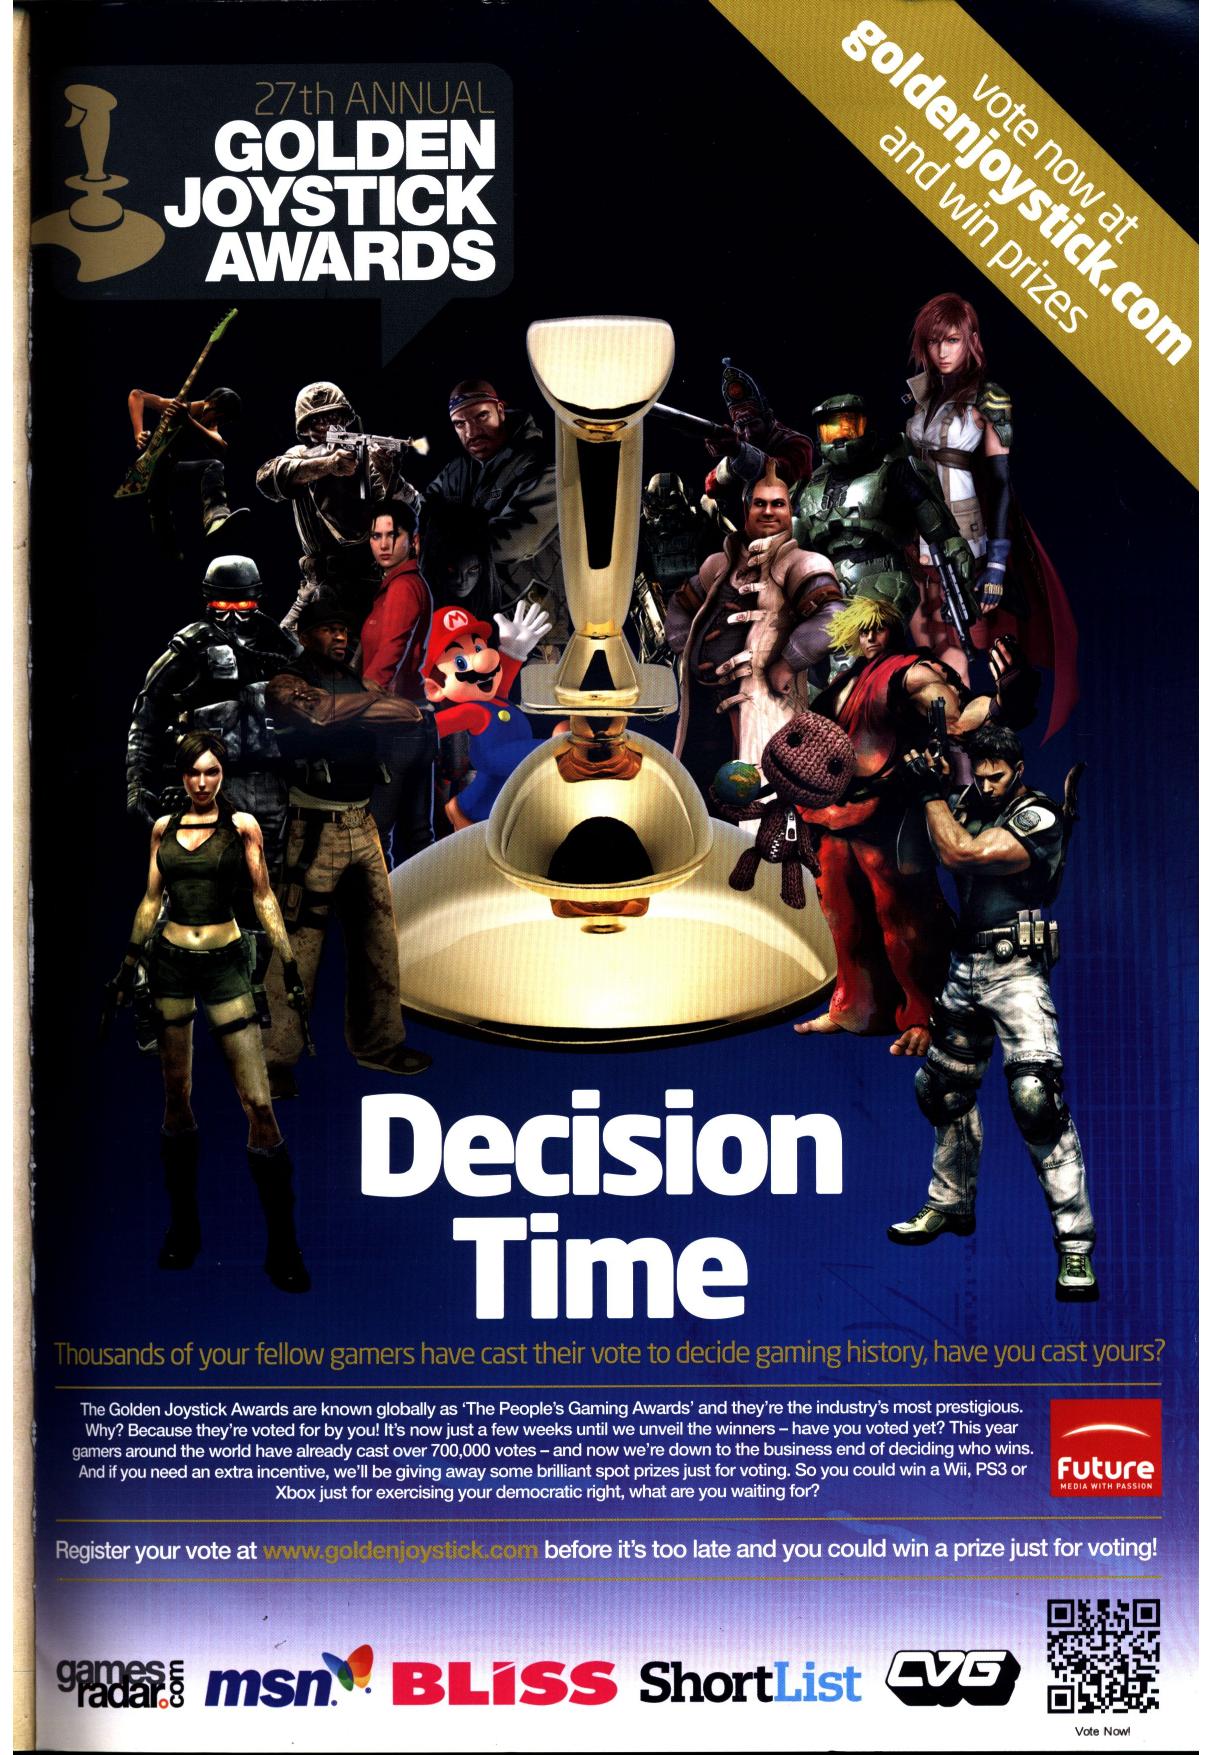 27th ANNUAL
GOLDEN
JOYSTICK
AWARDS
vote now at
goldenjoystick.com
and win prizes
M
Decision
Time
Thousands of your fellow gamers have cast their vote to decide gaming history, have you cast yours?
The Golden Joystick Awards are known globally as ‘The People’s Gaming Awards’ and they’re the industry’s most prestigious.
Why? Because they’re voted for by you! It’s now just a few weeks until we unveil the winners – have you voted yet? This year
gamers around the world have already cast over 700,000 votes – and now we’re down to the business end of deciding who wins.
And if you need an extra incentive, we’ll be giving away some brilliant spot prizes just for voting. So you could win a Wii, PS3 or
Xbox just for exercising your democratic right, what are you waiting for?
Future
MEDIA WITH PASSION
Register your vote at www.goldenjoystick.com before it’s too late and you could win a prize just for voting!
games
radar.com
msn
BLiSS
ShortList
CVG
Vote Now!